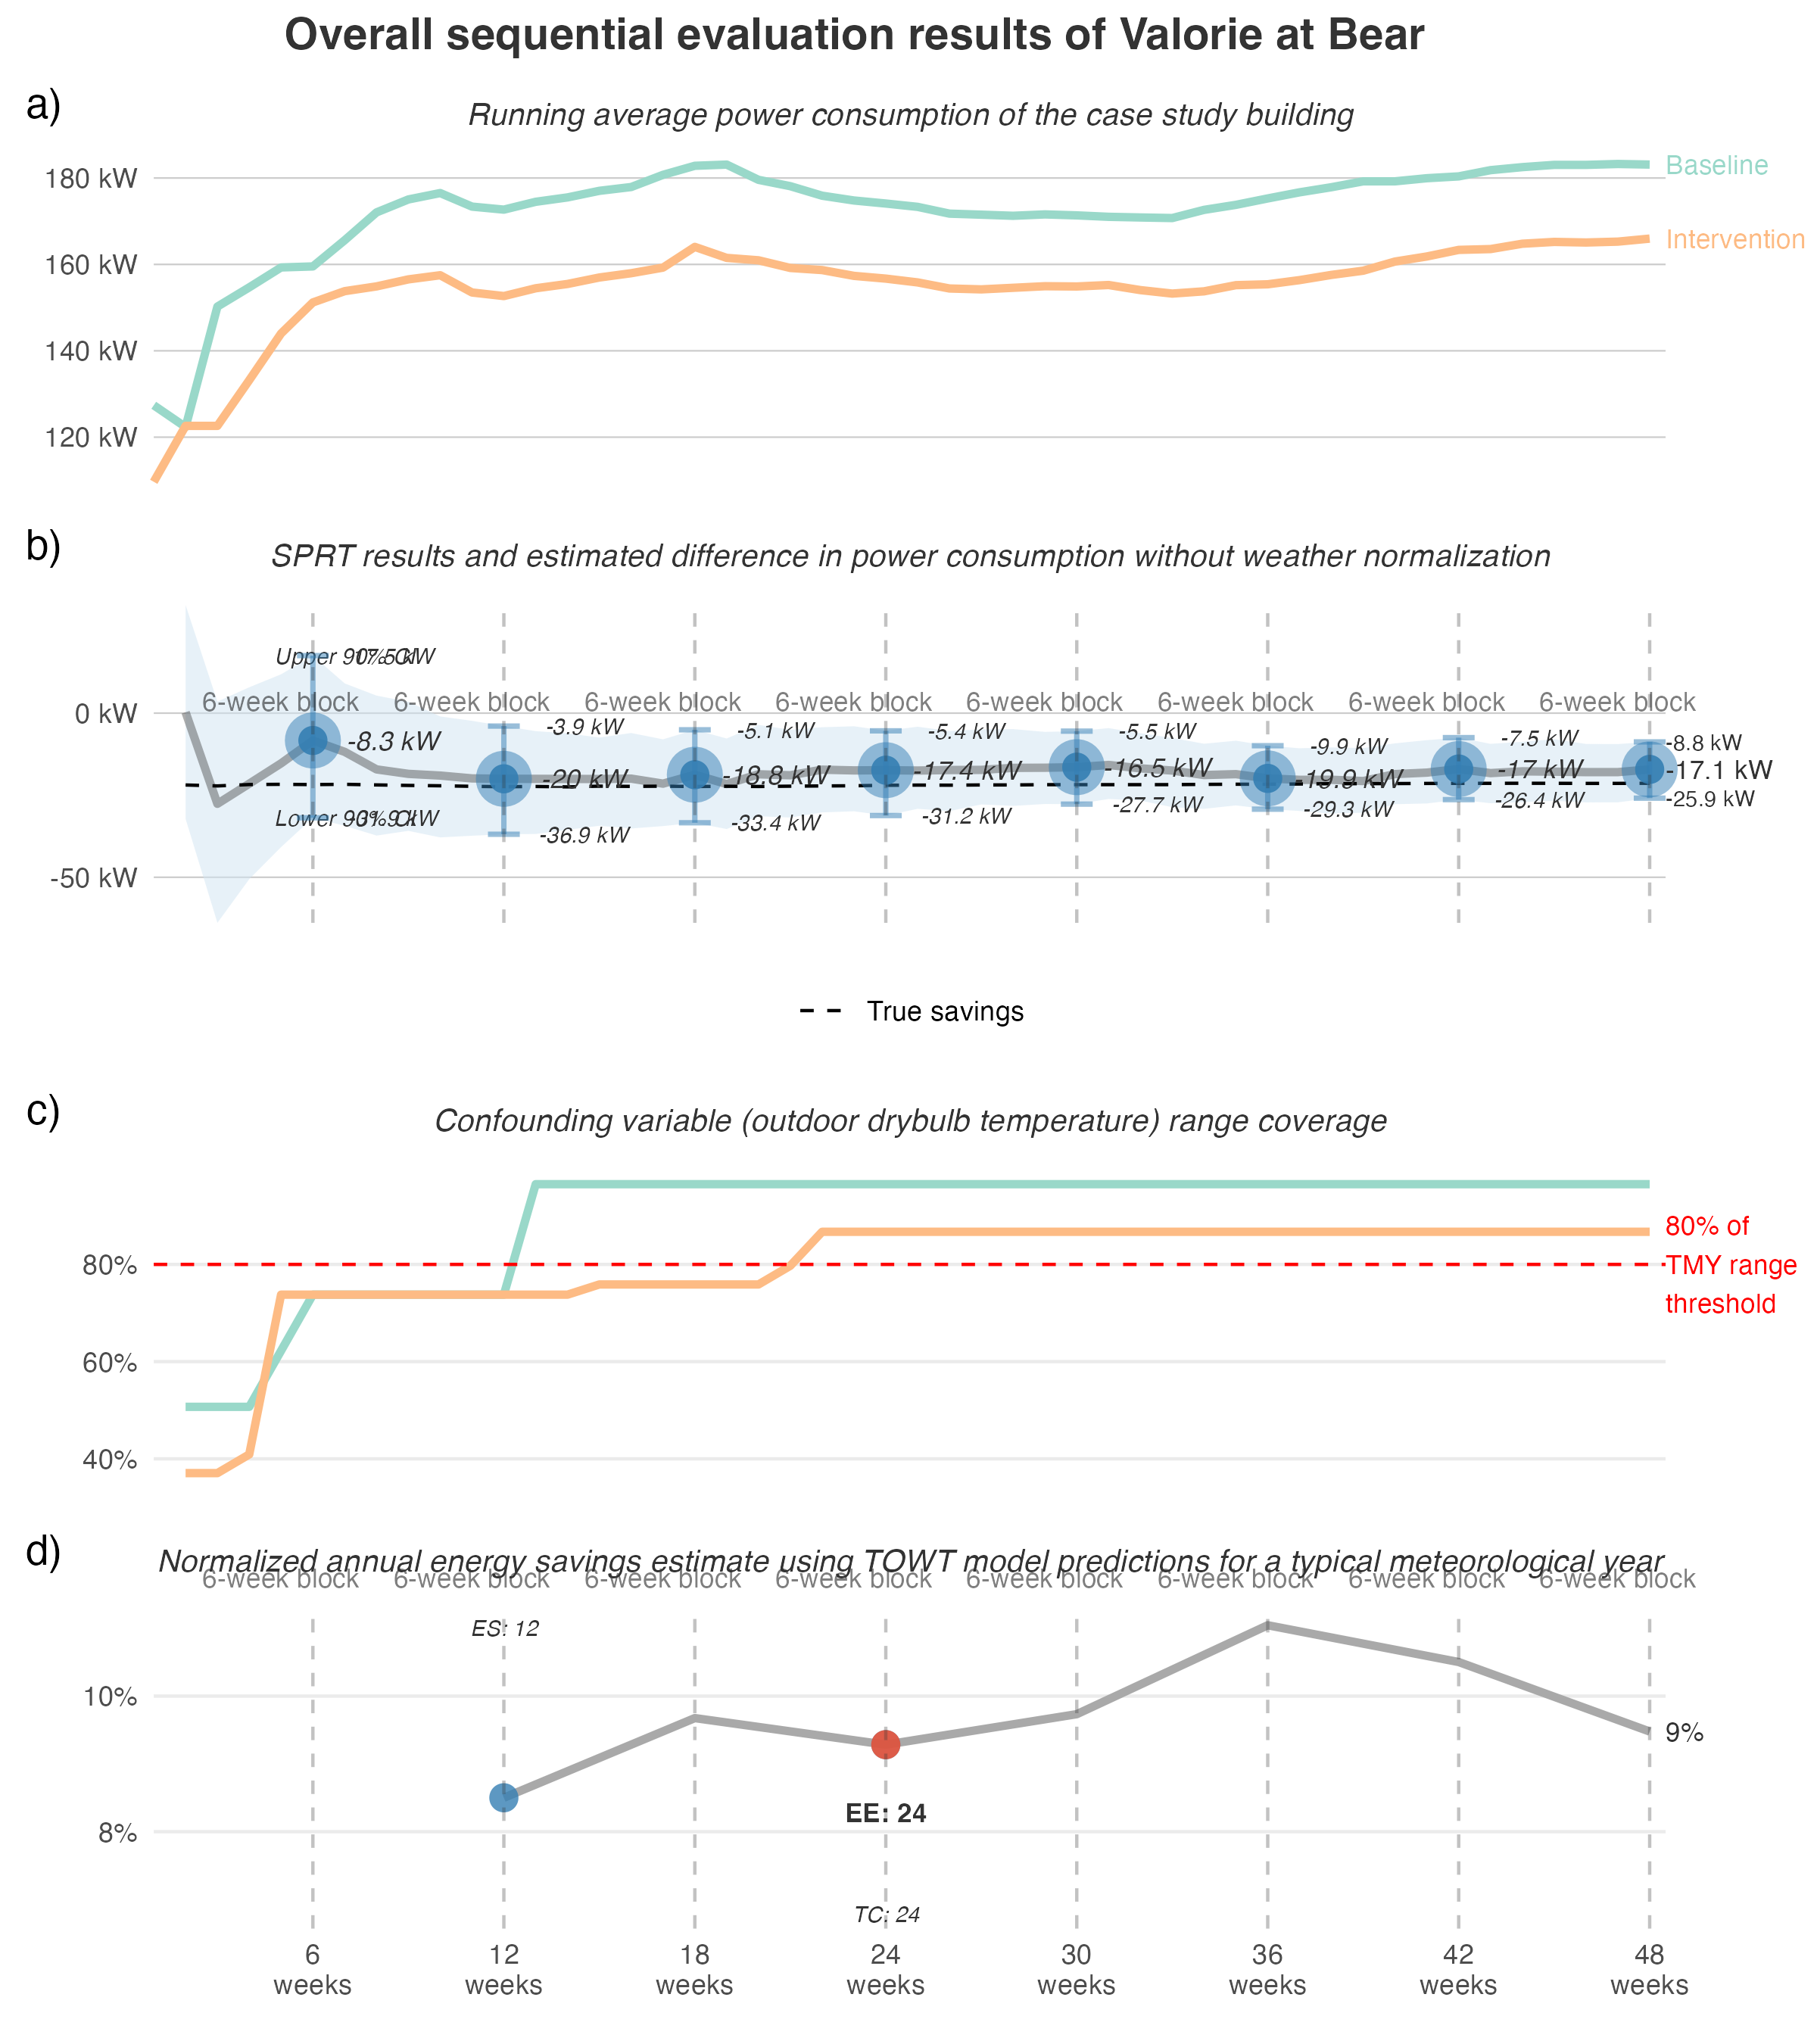 Overall sequential evaluation results of Valorie at Bear
a)
Running average power consumption of the case study building
180 kW
160 kW
140 kW
120 kW
Baseline
Intervention
b)
SPRT results and estimated difference in power consumption without weather normalization
Upper 90% CI
6-week block 6-week block 6-week block 6-week block 6-week block 6-week block 6-week block 6-week block
0 kW
-50 kW
-3.9 kW -5.1 kW -5.4 kW -5.5 kW -9.9 kW -7.5 kW -8.8 kW
-8.3 kW -20 kW -18.8 kW -17.4 kW -16.5 kW -19.9 kW -17 kW -17.1 kW
Lower 90% CI
-36.9 kW -33.4 kW -31.2 kW -27.7 kW -29.3 kW -26.4 kW -25.9 kW
True savings
c)
Confounding variable (outdoor drybulb temperature) range coverage
80%
60%
40%
80% of
TMY range
threshold
d)
Normalized annual energy savings estimate using TOWT model predictions for a typical meteorological year
6-week block 6-week block 6-week block 6-week block 6-week block 6-week block 6-week block 6-week block
ES: 12
10%
8%
9%
EE: 24
TC: 24
6 12 18 24 30 36 42 48
weeks weeks weeks weeks weeks weeks weeks weeks